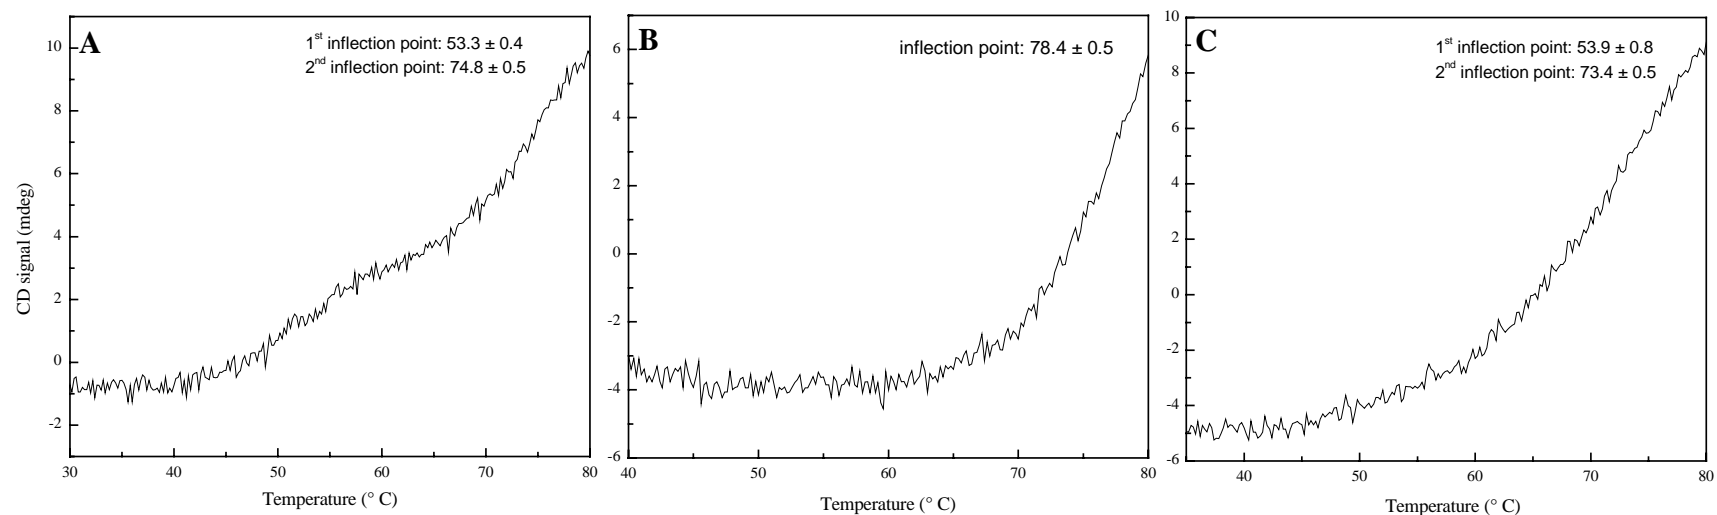 A
1st inflection point: 53.3 ± 0.4
2nd inflection point: 74.8 ± 0.5
10
8
6
4
2
0
-2
CD signal (mdeg)
30 40 50 60 70 80
Temperature (° C)
B
inflection point: 78.4 ± 0.5
6
4
2
0
-2
-4
-6
40 50 60 70 80
Temperature (° C)
C
1st inflection point: 53.9 ± 0.8
2nd inflection point: 73.4 ± 0.5
10
8
6
4
2
0
-2
-4
-6
40 50 60 70 80
Temperature (° C)